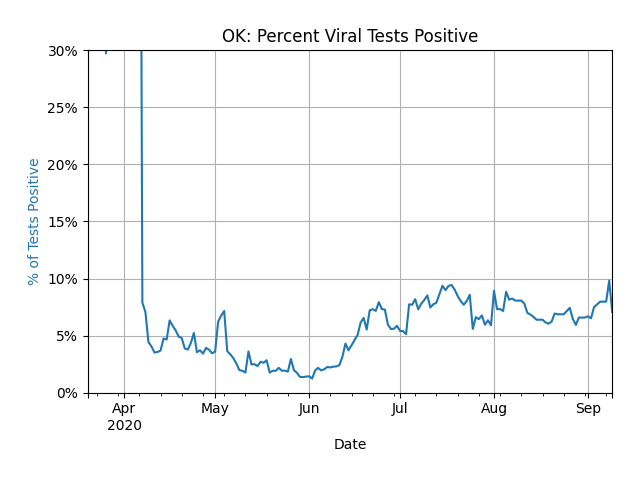 OK: Percent Viral Tests Positive
30%
25%
20%
15%
10%
5%
0%
% of Tests Positive
Apr
2020
May
Jun
Jul
Aug
Sep
Date